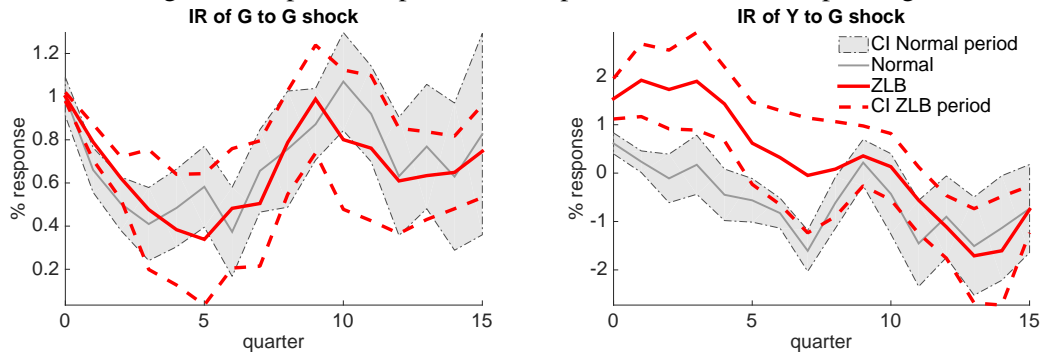 IR of G to G shock
1.2
1
0.8
0.6
0.4
0.2
0
5
10
15
% response
quarter
IR of Y to G shock
2
1
0
-1
-2
0
5
10
15
% response
quarter
CI Normal period
Normal
ZLB
CI ZLB period